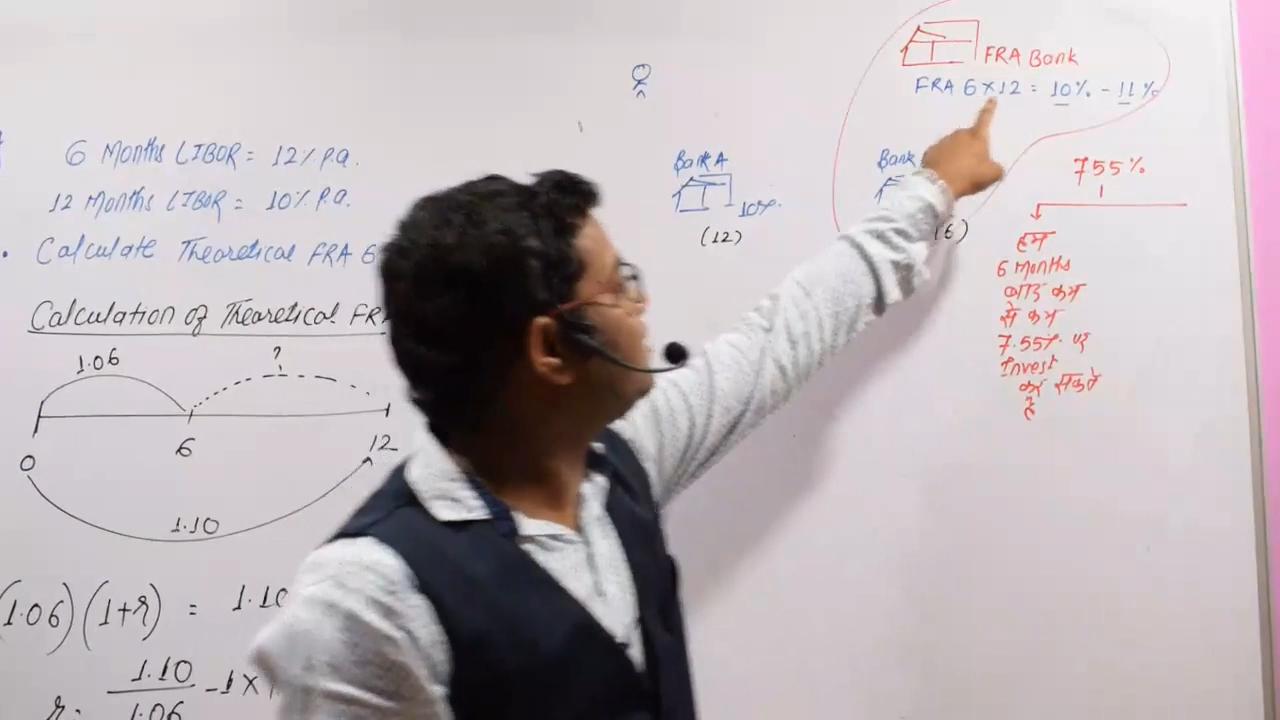 6 Months LIBOR = 12% P.a.
12 Months LIBOR = 10% P.a.
Calculate Theoretical FRA 6
Calculation of Theoretical FR
1.06
?
0
6
12
1.10
(1.06)(1+r) = 1.10
1.10
1.06
-1 x
r =
Bank A
10%.
(12)
FRA Bank
FRA 6x12 = 10% - 11%
Bank
(6)
7.55%
हम
6 Months
बाद कम
से कम
7.55% पर
Invest
कर सकते
है